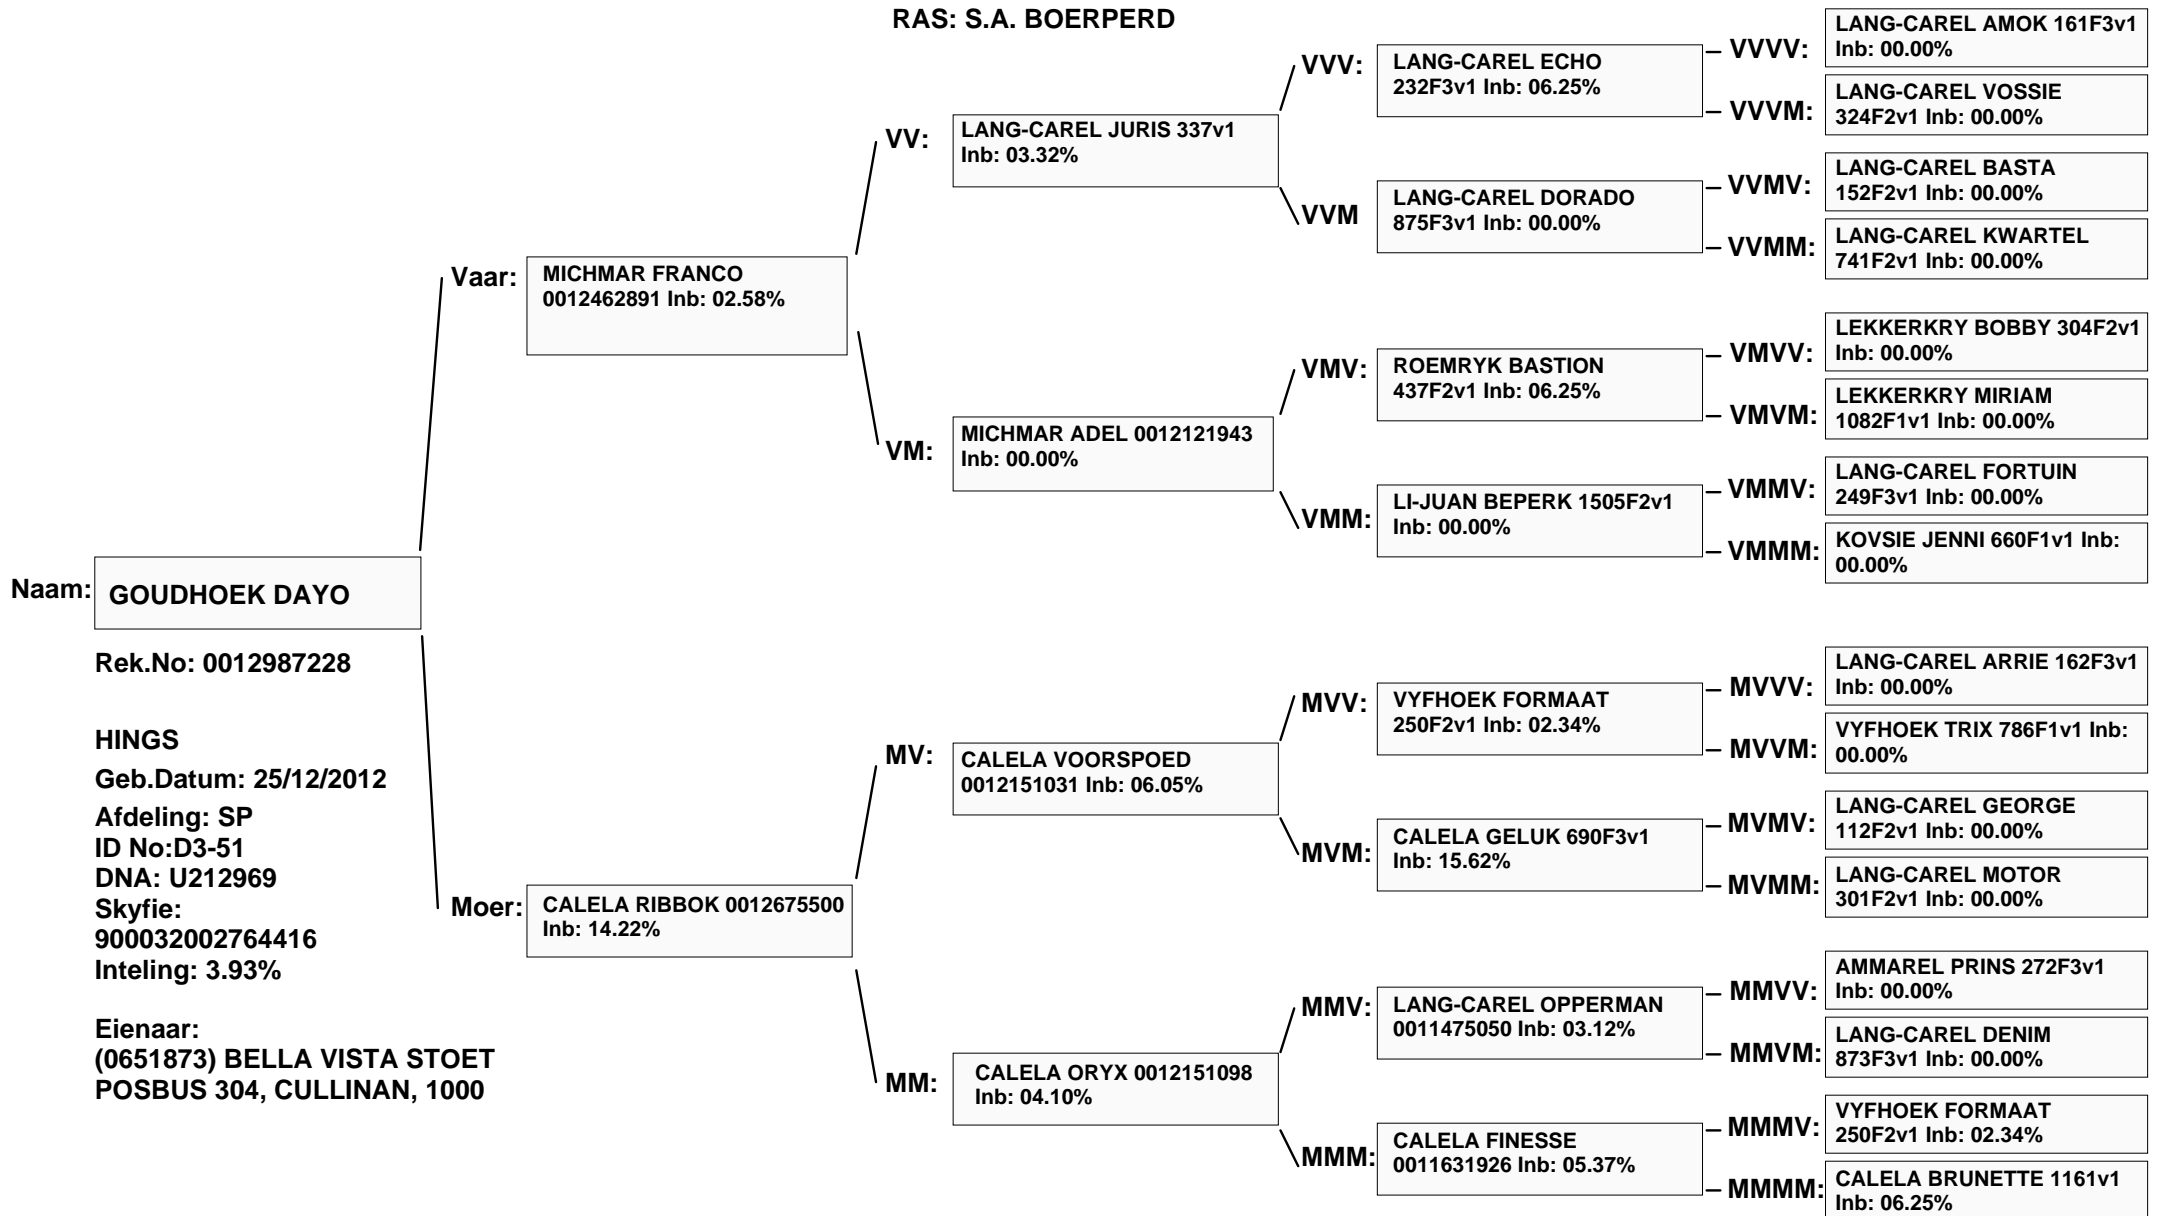 RAS: S.A. BOERPERD
Naam:
GOUDHOEK DAYO
Rek.No: 0012987228
HINGS
Geb.Datum: 25/12/2012
Afdeling: SP
ID No:D3-51
DNA: U212969
Skyfie:
900032002764416
Inteling: 3.93%
Eienaar:
(0651873) BELLA VISTA STOET
POSBUS 304, CULLINAN, 1000
Vaar:
MICHMAR FRANCO
0012462891 Inb: 02.58%
Moer:
CALELA RIBBOK 0012675500
Inb: 14.22%
VV:
LANG-CAREL JURIS 337v1
Inb: 03.32%
VM:
MICHMAR ADEL 0012121943
Inb: 00.00%
MV:
CALELA VOORSPOED
0012151031 Inb: 06.05%
MM:
CALELA ORYX 0012151098
Inb: 04.10%
VVV:
LANG-CAREL ECHO
232F3v1 Inb: 06.25%
VVM
LANG-CAREL DORADO
875F3v1 Inb: 00.00%
VMV:
ROEMRYK BASTION
437F2v1 Inb: 06.25%
VMM:
LI-JUAN BEPERK 1505F2v1
Inb: 00.00%
MVV:
VYFHOEK FORMAAT
250F2v1 Inb: 02.34%
MVM:
CALELA GELUK 690F3v1
Inb: 15.62%
MMV:
LANG-CAREL OPPERMAN
0011475050 Inb: 03.12%
MMM:
CALELA FINESSE
0011631926 Inb: 05.37%
VVVV:
LANG-CAREL AMOK 161F3v1
Inb: 00.00%
VVVM:
LANG-CAREL VOSSIE
324F2v1 Inb: 00.00%
VVMV:
LANG-CAREL BASTA
152F2v1 Inb: 00.00%
VVMM:
LANG-CAREL KWARTEL
741F2v1 Inb: 00.00%
VMVV:
LEKKERKRY BOBBY 304F2v1
Inb: 00.00%
VMVM:
LEKKERKRY MIRIAM
1082F1v1 Inb: 00.00%
VMMV:
LANG-CAREL FORTUIN
249F3v1 Inb: 00.00%
VMMM:
KOVSIE JENNI 660F1v1 Inb:
00.00%
MVVV:
LANG-CAREL ARRIE 162F3v1
Inb: 00.00%
MVVM:
VYFHOEK TRIX 786F1v1 Inb:
00.00%
MVMV:
LANG-CAREL GEORGE
112F2v1 Inb: 00.00%
MVMM:
LANG-CAREL MOTOR
301F2v1 Inb: 00.00%
MMVV:
AMMAREL PRINS 272F3v1
Inb: 00.00%
MMVM:
LANG-CAREL DENIM
873F3v1 Inb: 00.00%
MMMV:
VYFHOEK FORMAAT
250F2v1 Inb: 02.34%
MMMM:
CALELA BRUNETTE 1161v1
Inb: 06.25%